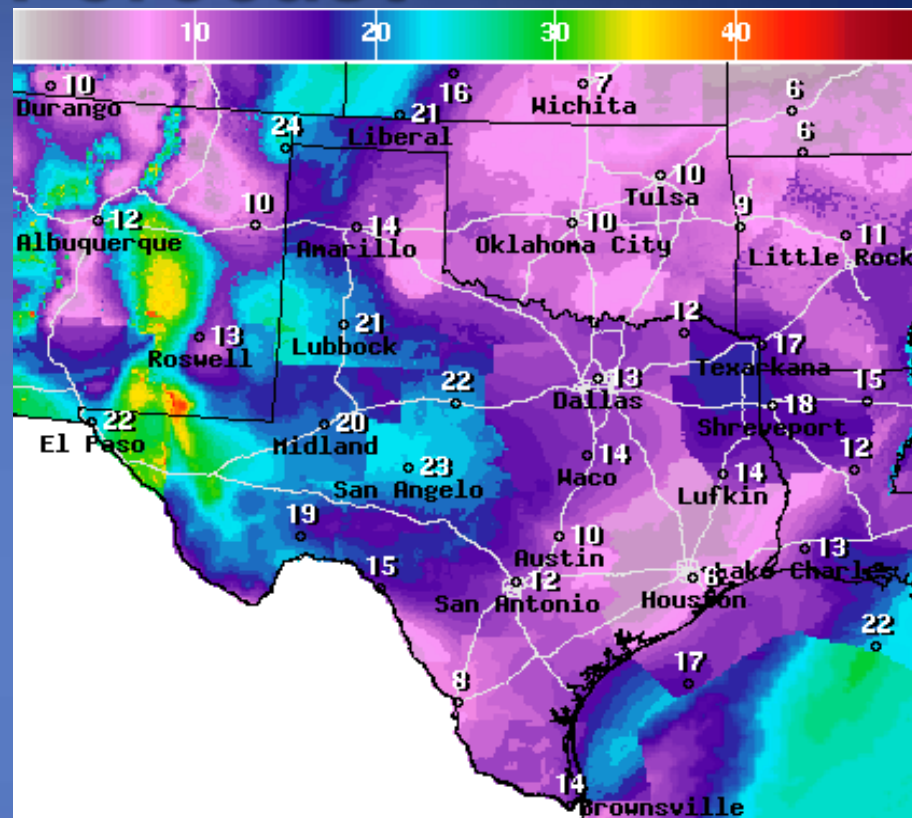 10 20 30 40
10 16 7 6
Durango Wichita
21
Liberal
24 6
10
Tulsa
12 10 14 10 9 11
Albuquerque Amarillo Oklahoma City Little Rock
13 21 12 17
Roswell Lubbock Texarkana
22 13 15
Dallas
22 20 18
El Paso Midland Shreveport
23 14 14 12
San Angelo Waco Lufkin
19 10 13
Austin Lake Charles
15 12 6
San Antonio Houston
22
8 17
14
Brownsville